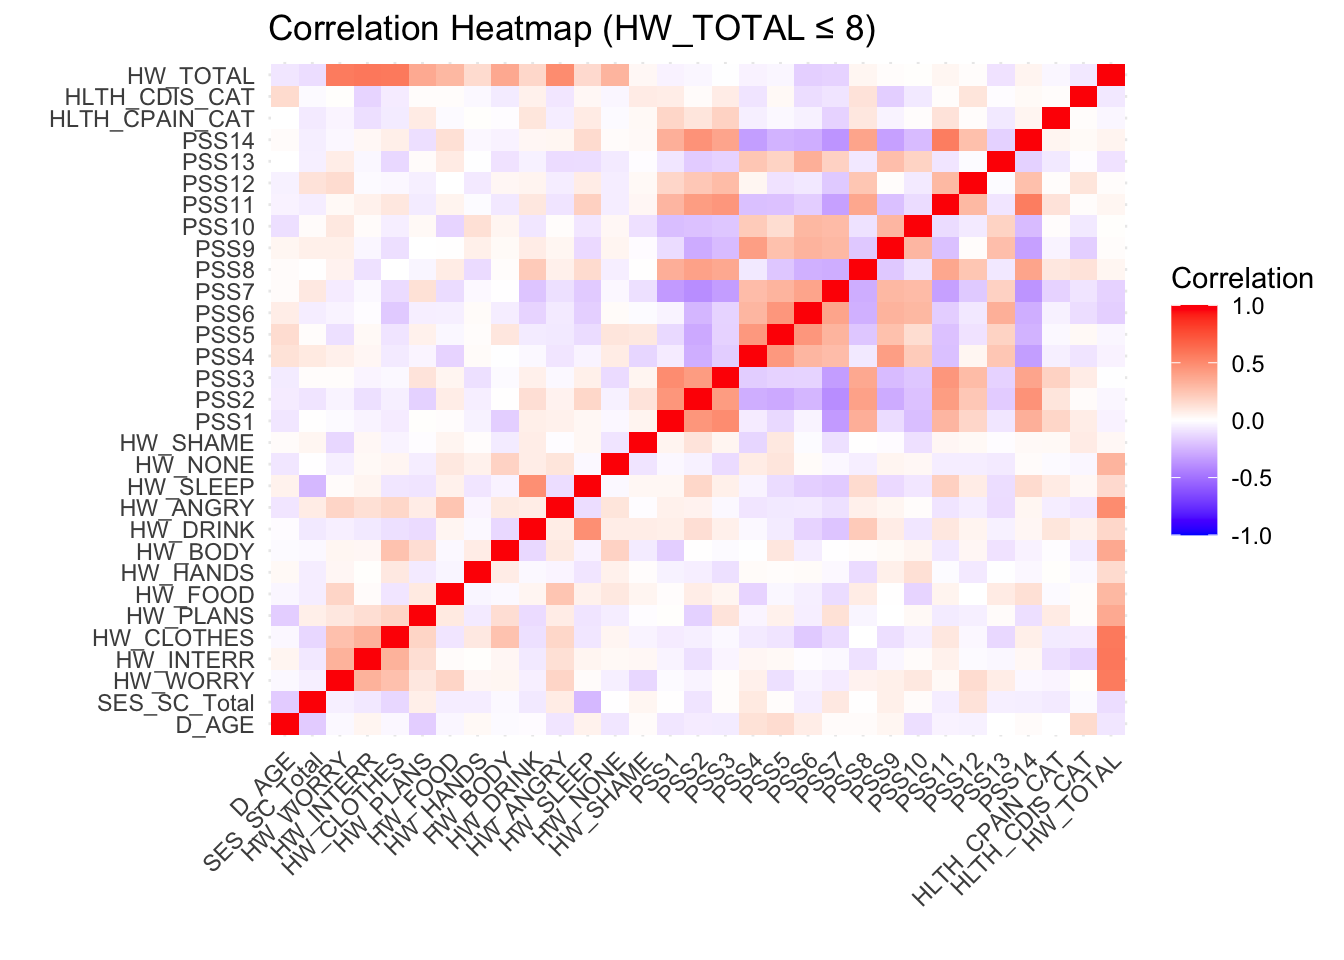 Correlation Heatmap (HW_TOTAL ≤ 8)
HW_TOTAL
HLTH_CDIS_CAT
HLTH_CPAIN_CAT
PSS14
PSS13
PSS12
PSS11
PSS10
PSS9
PSS8
PSS7
PSS6
PSS5
PSS4
PSS3
PSS2
PSS1
HW_SHAME
HW_NONE
HW_SLEEP
HW_ANGRY
HW_DRINK
HW_BODY
HW_HANDS
HW_FOOD
HW_PLANS
HW_CLOTHES
HW_INTERR
HW_WORRY
SES_SC_Total
D_AGE
D_AGE
SES_SC_Total
HW_WORRY
HW_INTERR
HW_CLOTHES
HW_PLANS
HW_FOOD
HW_HANDS
HW_BODY
HW_DRINK
HW_ANGRY
HW_SLEEP
HW_NONE
HW_SHAME
PSS1
PSS2
PSS3
PSS4
PSS5
PSS6
PSS7
PSS8
PSS9
PSS10
PSS11
PSS12
PSS13
PSS14
HLTH_CPAIN_CAT
HLTH_CDIS_CAT
HW_TOTAL
Correlation
1.0
0.5
0.0
-0.5
-1.0